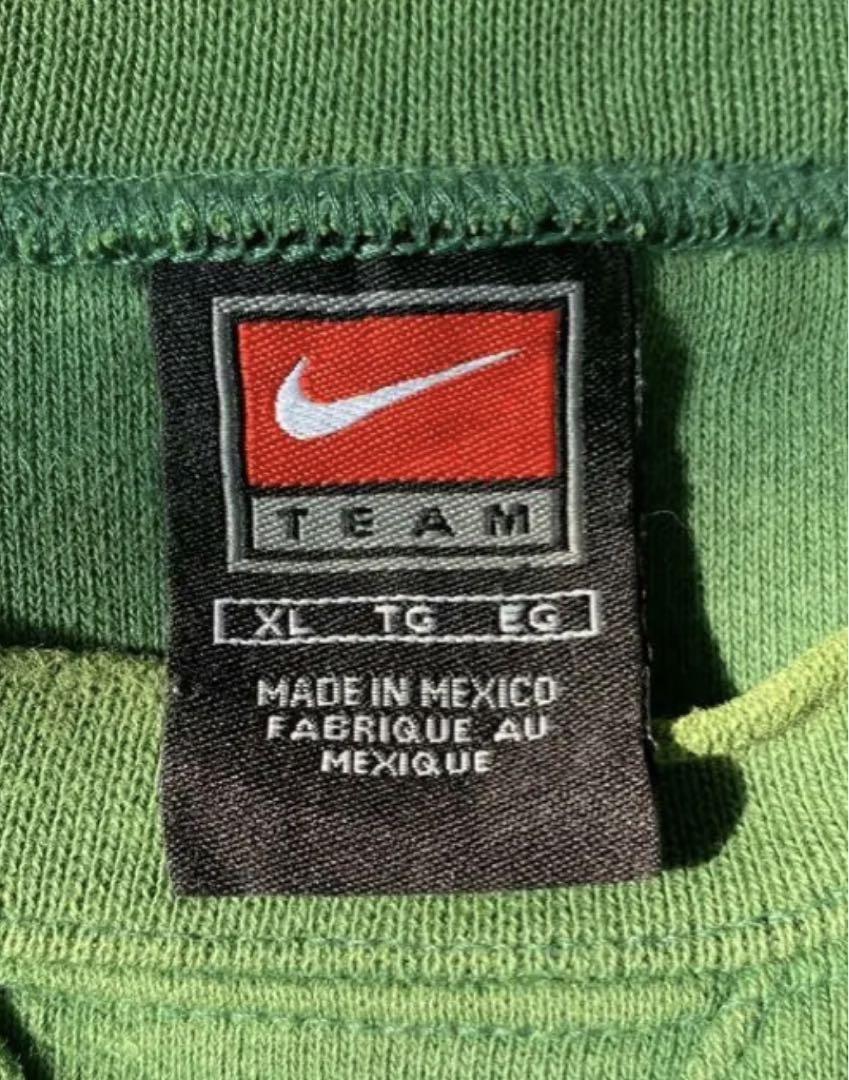 TEAM
XL TG EG
MADE IN MEXICO
FABRIQUE AU
MEXIQUE